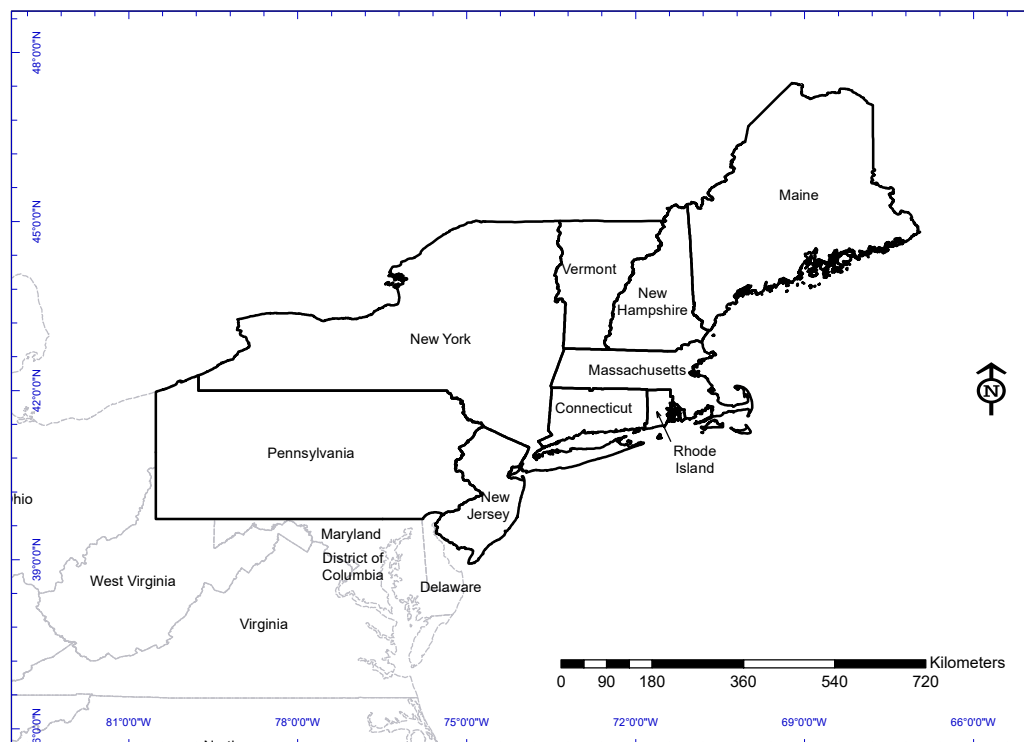 48°0'0"N
Maine
45°0'0"N
Vermont
New
Hampshire
New York
Massachusetts
42°0'0"N
N
Connecticut
Pennsylvania
Rhode
Island
hio
New
Jersey
Maryland
39°0'0"N
District of
Columbia
West Virginia
Delaware
Virginia
Kilometers
0 90 180 360 540 720
81°0'0"W 78°0'0"W 75°0'0"W 72°0'0"W 69°0'0"W 66°0'0"W